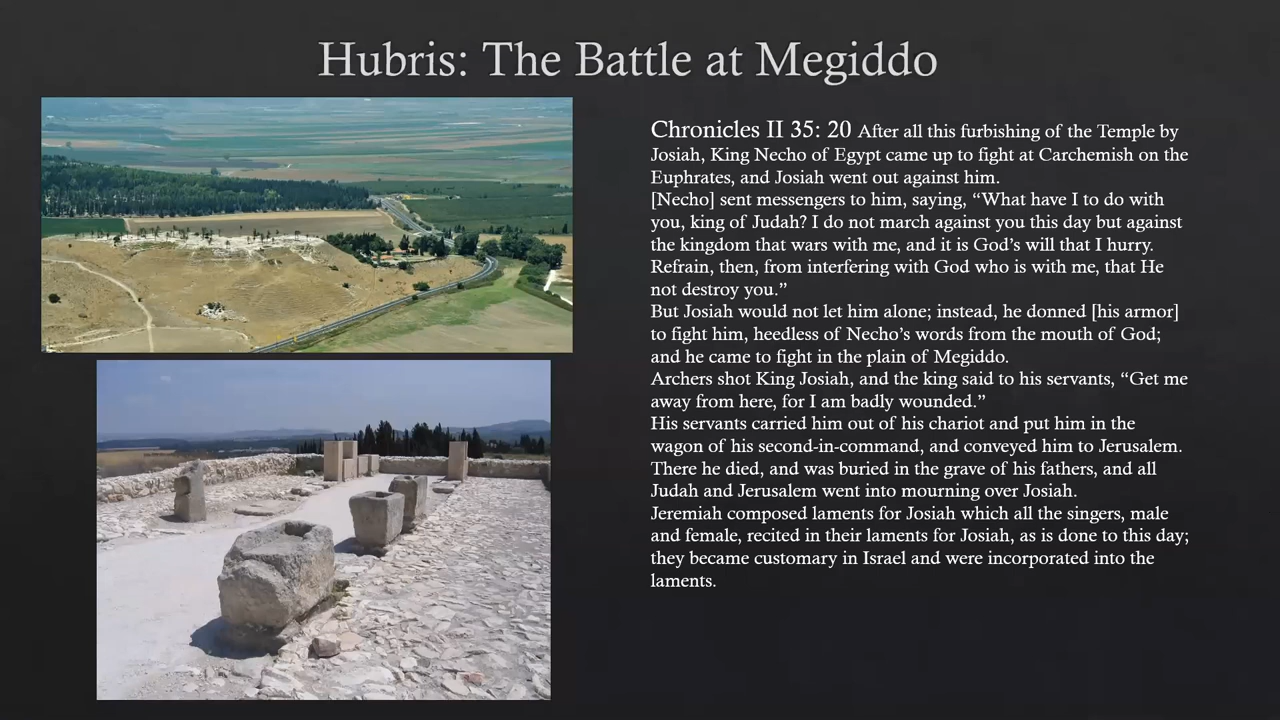 Hubris: The Battle at Megiddo
Chronicles II 35: 20 After all this furbishing of the Temple by
Josiah, King Necho of Egypt came up to fight at Carchemish on the
Euphrates, and Josiah went out against him.
[Necho] sent messengers to him, saying, “What have I to do with
you, king of Judah? I do not march against you this day but against
the kingdom that wars with me, and it is God’s will that I hurry.
Refrain, then, from interfering with God who is with me, that He
not destroy you.”
But Josiah would not let him alone; instead, he donned [his armor]
to fight him, heedless of Necho’s words from the mouth of God;
and he came to fight in the plain of Megiddo.
Archers shot King Josiah, and the king said to his servants, “Get me
away from here, for I am badly wounded.”
His servants carried him out of his chariot and put him in the
wagon of his second-in-command, and conveyed him to Jerusalem.
There he died, and was buried in the grave of his fathers, and all
Judah and Jerusalem went into mourning over Josiah.
Jeremiah composed laments for Josiah which all the singers, male
and female, recited in their laments for Josiah, as is done to this day;
they became customary in Israel and were incorporated into the
laments.